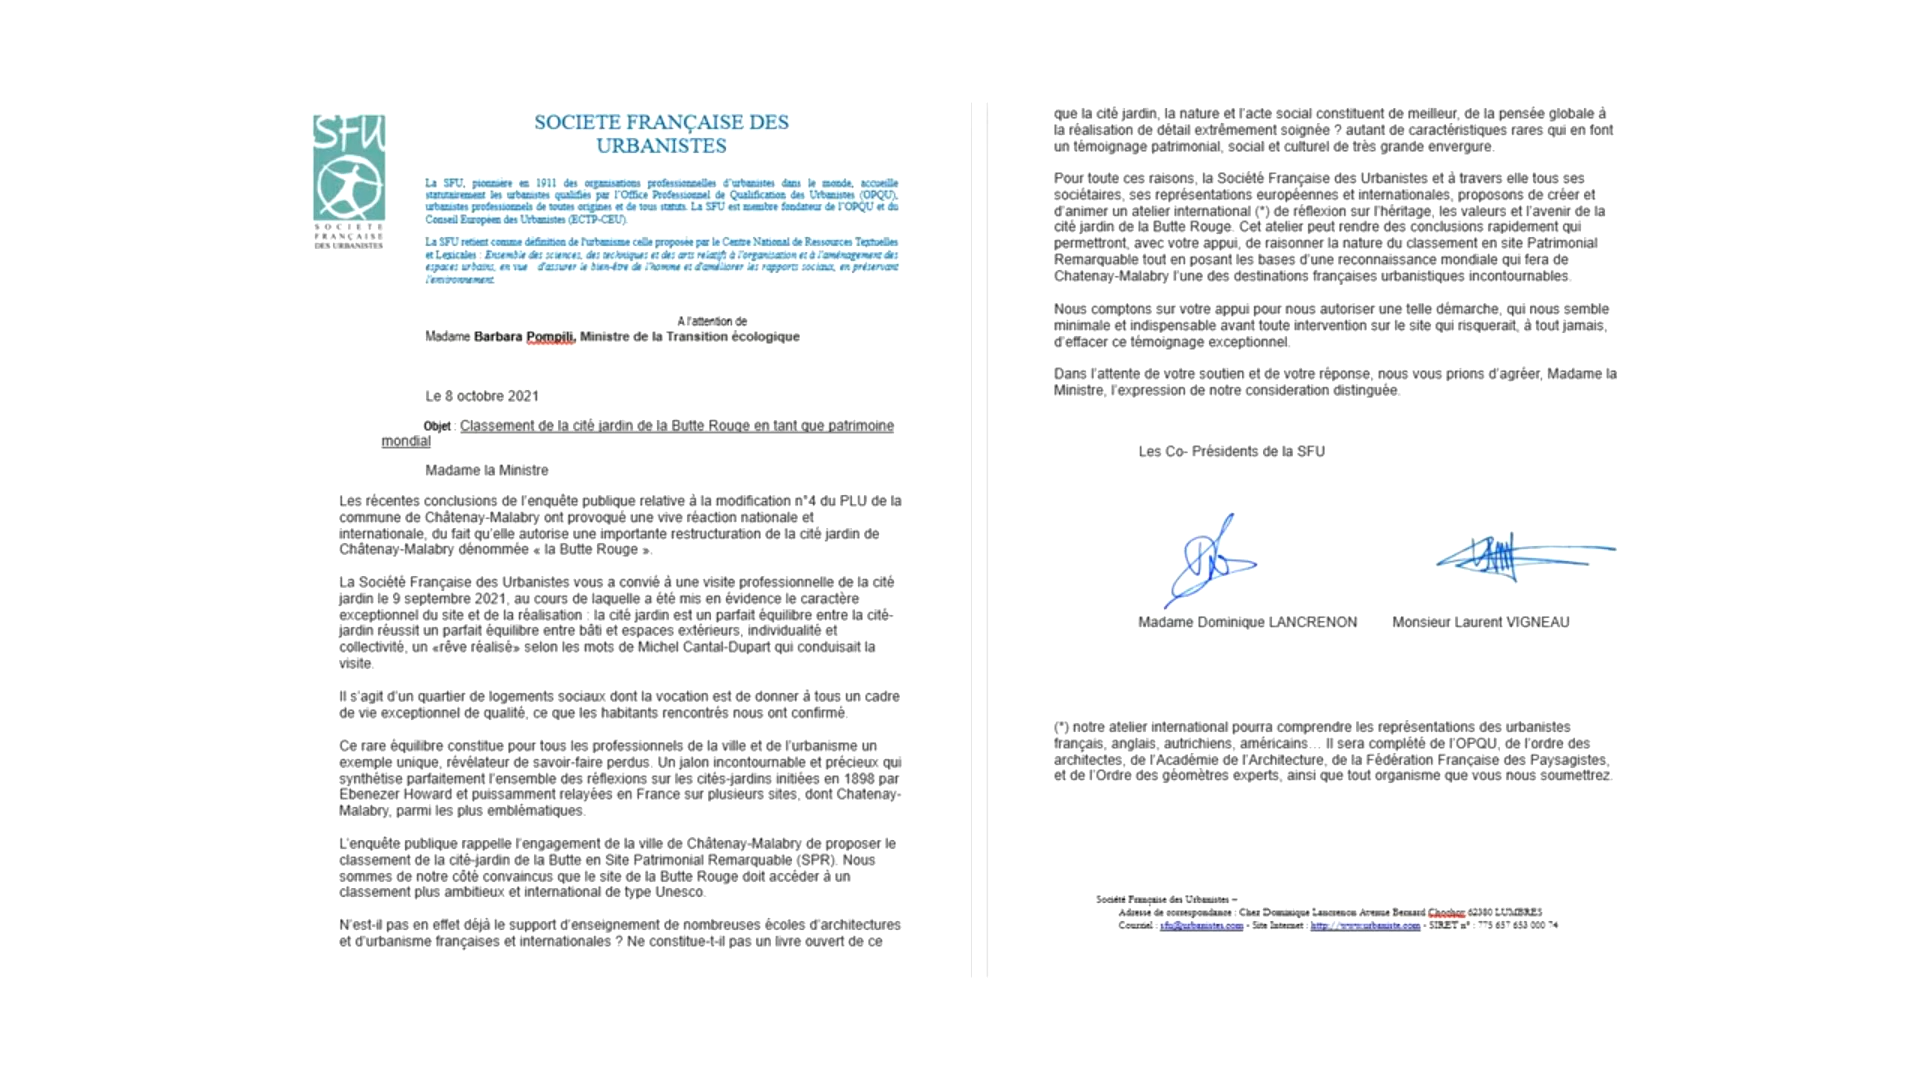 SFU
SOCIETE
FRANÇAISE
DES URBANISTES
SOCIETE FRANÇAISE DES
URBANISTES
La SFU, pionnière en 1911 des organisations professionnelles d'urbanistes dans le monde, accueille
statutairement les urbanistes qualifiés par l'Office Professionnel de Qualification des Urbanistes (OPQU),
urbanistes professionnels de toutes origines et de tous statuts. La SFU est membre fondateur de l'OPQU et du
Conseil Européen des Urbanistes (ECTP-CEU).
La SFU retient comme définition de l'urbanisme celle proposée par le Centre National de Ressources Textuelles
et Lexicales : Ensemble des sciences, des techniques et des arts relatifs à l'organisation et à l'aménagement des
espaces urbains, en vue d'assurer le bien-être de l'homme et d'améliorer les rapports sociaux, en préservant
l'environnement.
A l'attention de
Madame Barbara Pompili, Ministre de la Transition écologique
Le 8 octobre 2021
Objet : Classement de la cité jardin de la Butte Rouge en tant que patrimoine
mondial
Madame la Ministre
Les récentes conclusions de l'enquête publique relative à la modification n°4 du PLU de la
commune de Châtenay-Malabry ont provoqué une vive réaction nationale et
internationale, du fait qu'elle autorise une importante restructuration de la cité jardin de
Châtenay-Malabry dénommée « la Butte Rouge ».
La Société Française des Urbanistes vous a convié à une visite professionnelle de la cité
jardin le 9 septembre 2021, au cours de laquelle a été mis en évidence le caractère
exceptionnel du site et de la réalisation : la cité jardin est un parfait équilibre entre la cité-
jardin réussit un parfait équilibre entre bâti et espaces extérieurs, individualité et
collectivité, un «rêve réalisé» selon les mots de Michel Cantal-Dupart qui conduisait la
visite.
Il s'agit d'un quartier de logements sociaux dont la vocation est de donner à tous un cadre
de vie exceptionnel de qualité, ce que les habitants rencontrés nous ont confirmé.
Ce rare équilibre constitue pour tous les professionnels de la ville et de l'urbanisme un
exemple unique, révélateur de savoir-faire perdus. Un jalon incontournable et précieux qui
synthétise parfaitement l'ensemble des réflexions sur les cités-jardins initiées en 1898 par
Ebenezer Howard et puissamment relayées en France sur plusieurs sites, dont Chatenay-
Malabry, parmi les plus emblématiques.
L'enquête publique rappelle l'engagement de la ville de Châtenay-Malabry de proposer le
classement de la cité-jardin de la Butte en Site Patrimonial Remarquable (SPR). Nous
sommes de notre côté convaincus que le site de la Butte Rouge doit accéder à un
classement plus ambitieux et international de type Unesco.
N'est-il pas en effet déjà le support d'enseignement de nombreuses écoles d'architectures
et d'urbanisme françaises et internationales ? Ne constitue-t-il pas un livre ouvert de ce
que la cité jardin, la nature et l'acte social constituent de meilleur, de la pensée globale à
la réalisation de détail extrêmement soignée ? autant de caractéristiques rares qui en font
un témoignage patrimonial, social et culturel de très grande envergure.
Pour toute ces raisons, la Société Française des Urbanistes et à travers elle tous ses
sociétaires, ses représentations européennes et internationales, proposons de créer et
d'animer un atelier international (*) de réflexion sur l'héritage, les valeurs et l'avenir de la
cité jardin de la Butte Rouge. Cet atelier peut rendre des conclusions rapidement qui
permettront, avec votre appui, de raisonner la nature du classement en site Patrimonial
Remarquable tout en posant les bases d'une reconnaissance mondiale qui fera de
Chatenay-Malabry l'une des destinations françaises urbanistiques incontournables.
Nous comptons sur votre appui pour nous autoriser une telle démarche, qui nous semble
minimale et indispensable avant toute intervention sur le site qui risquerait, à tout jamais,
d'effacer ce témoignage exceptionnel.
Dans l'attente de votre soutien et de votre réponse, nous vous prions d'agréer, Madame la
Ministre, l'expression de notre consideration distinguée.
Les Co- Présidents de la SFU
Madame Dominique LANCRENON Monsieur Laurent VIGNEAU
(*) notre atelier international pourra comprendre les représentations des urbanistes
français, anglais, autrichiens, américains… Il sera complété de l'OPQU, de l'ordre des
architectes, de l'Académie de l'Architecture, de la Fédération Française des Paysagistes,
et de l'Ordre des géomètres experts, ainsi que tout organisme que vous nous soumettrez.
Société Française des Urbanistes –
Adresse de correspondance : Chez Dominique Lancrenon Avenue Bernard Chochoy 62380 LUMBRES
Courriel : sfu@urbanistes.com - Site Internet : http://www.urbaniste.com - SIRET n° : 775 657 653 000 74